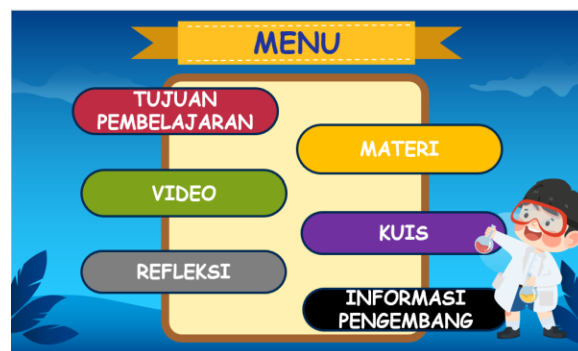 MENU
TUJUAN
PEMBELAJARAN
MATERI
VIDEO
KUIS
REFLEKSI
INFORMASI
PENGEMBANG